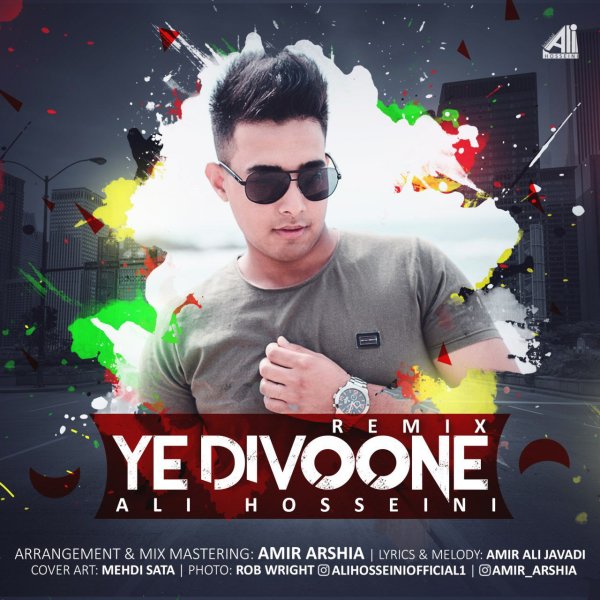 Ali
HOSSEINI
REMIX
YE DIVOONE
ALI HOSSEINI
ARRANGEMENT & MIX MASTERING: AMIR ARSHIA | LYRICS & MELODY: AMIR ALI JAVADI
COVER ART: MEHDI SATA | PHOTO: ROB WRIGHT ALIHOSSEINIOFFICIAL1 | AMIR_ARSHIA